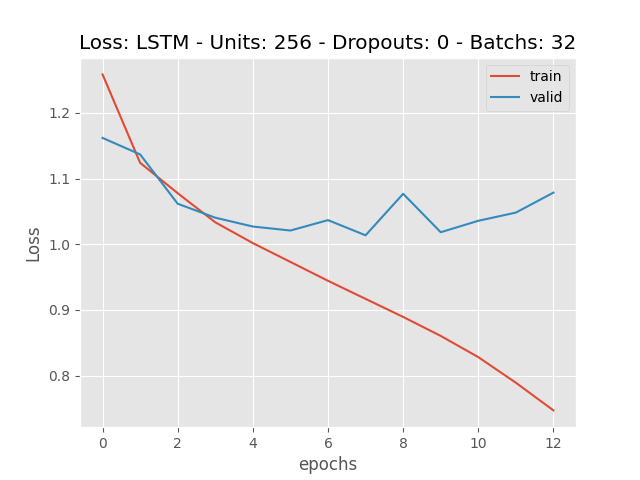 Loss: LSTM - Units: 256 - Dropouts: 0 - Batchs: 32
train
valid
1.2
1.1
1.0
0.9
0.8
Loss
0 2 4 6 8 10 12
epochs